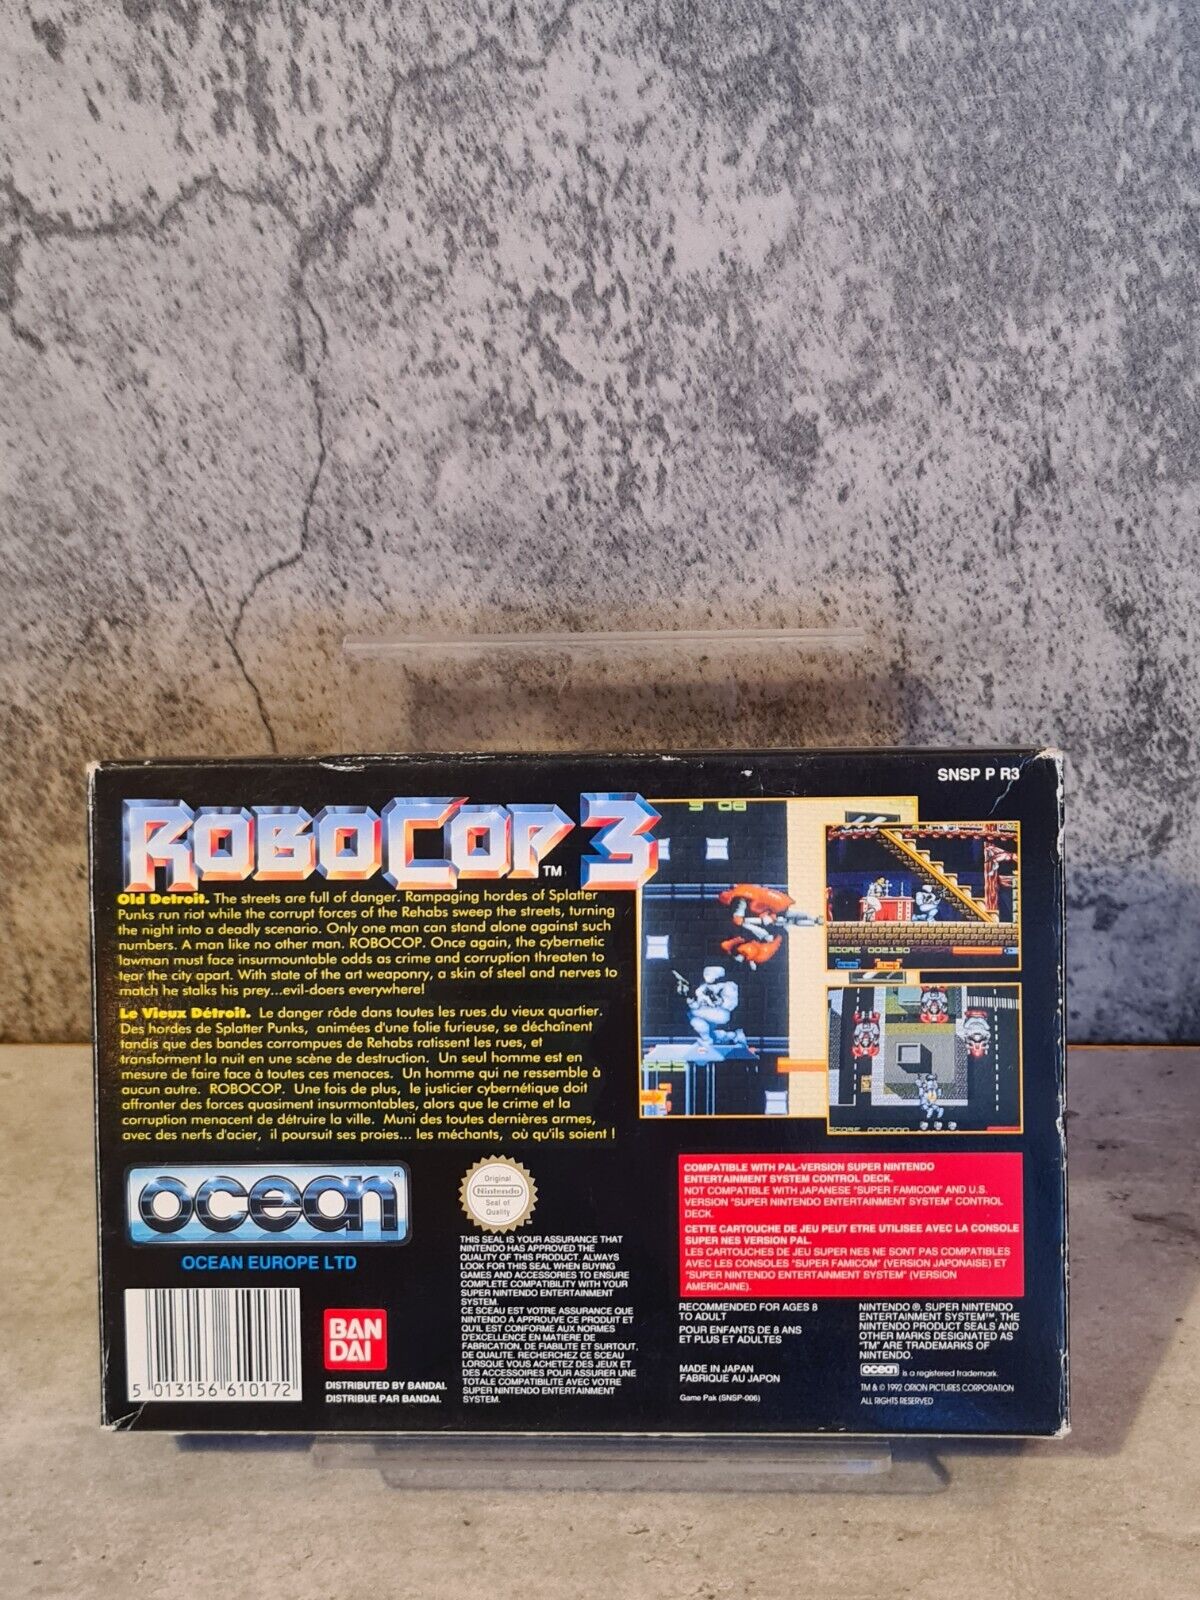 SNSP P R3
ROBOCOP 3
TM
Old Detroit. The streets are full of danger. Rampaging hordes of Splatter
Punks run riot while the corrupt forces of the Rehabs sweep the streets, turning
the night into a deadly scenario. Only one man can stand alone against such
numbers. A man like no other man. ROBOCOP. Once again, the cybernetic
lawman must face insurmountable odds as crime and corruption threaten to
tear the city apart. With state of the art weaponry, a skin of steel and nerves to
match he stalks his prey...evil-doers everywhere!
Le Vieux Détroit. Le danger rôde dans toutes les rues du vieux quartier.
Des hordes de Splatter Punks, animées d'une folie furieuse, se déchaînent
tandis que des bandes corrompues de Rehabs ratissent les rues, et
transforment la nuit en une scène de destruction. Un seul homme est en
mesure de faire face à toutes ces menaces. Un homme qui ne ressemble à
aucun autre. ROBOCOP. Une fois de plus, le justicier cybernétique doit
affronter des forces quasiment insurmontables, alors que le crime et la
corruption menacent de détruire la ville. Muni des toutes dernières armes,
avec des nerfs d'acier, il poursuit ses proies... les méchants, où qu'ils soient !
SCORE 002150
SCORE 000000
ocean
R
OCEAN EUROPE LTD
5 013156 610172
BAN
DAI
DISTRIBUTED BY BANDAI.
DISTRIBUE PAR BANDAI.
Original
Nintendo
Seal of
Quality
THIS SEAL IS YOUR ASSURANCE THAT
NINTENDO HAS APPROVED THE
QUALITY OF THIS PRODUCT. ALWAYS
LOOK FOR THIS SEAL WHEN BUYING
GAMES AND ACCESSORIES TO ENSURE
COMPLETE COMPATIBILITY WITH YOUR
SUPER NINTENDO ENTERTAINMENT
SYSTEM.
CE SCEAU EST VOTRE ASSURANCE QUE
NINTENDO A APPROUVE CE PRODUIT ET
QU'IL EST CONFORME AUX NORMES
D'EXCELLENCE EN MATIERE DE
FABRICATION, DE FIABILITE ET SURTOUT,
DE QUALITE. RECHERCHEZ CE SCEAU
LORSQUE VOUS ACHETEZ DES JEUX ET
DES ACCESSOIRES POUR ASSURER UNE
TOTALE COMPATIBILITE AVEC VOTRE
SUPER NINTENDO ENTERTAINMENT
SYSTEM.
COMPATIBLE WITH PAL-VERSION SUPER NINTENDO
ENTERTAINMENT SYSTEM CONTROL DECK.
NOT COMPATIBLE WITH JAPANESE "SUPER FAMICOM" AND U.S.
VERSION "SUPER NINTENDO ENTERTAINMENT SYSTEM" CONTROL
DECK.
CETTE CARTOUCHE DE JEU PEUT ETRE UTILISEE AVEC LA CONSOLE
SUPER NES VERSION PAL.
LES CARTOUCHES DE JEU SUPER NES NE SONT PAS COMPATIBLES
AVEC LES CONSOLES "SUPER FAMICOM" (VERSION JAPONAISE) ET
"SUPER NINTENDO ENTERTAINMENT SYSTEM" (VERSION
AMERICAINE).
RECOMMENDED FOR AGES 8
TO ADULT
POUR ENFANTS DE 8 ANS
ET PLUS ET ADULTES
MADE IN JAPAN
FABRIQUE AU JAPON
Game Pak (SNSP-006)
NINTENDO ®, SUPER NINTENDO
ENTERTAINMENT SYSTEM™, THE
NINTENDO PRODUCT SEALS AND
OTHER MARKS DESIGNATED AS
"TM" ARE TRADEMARKS OF
NINTENDO.
ocean is a registered trademark.
TM & © 1992 ORION PICTURES CORPORATION
ALL RIGHTS RESERVED